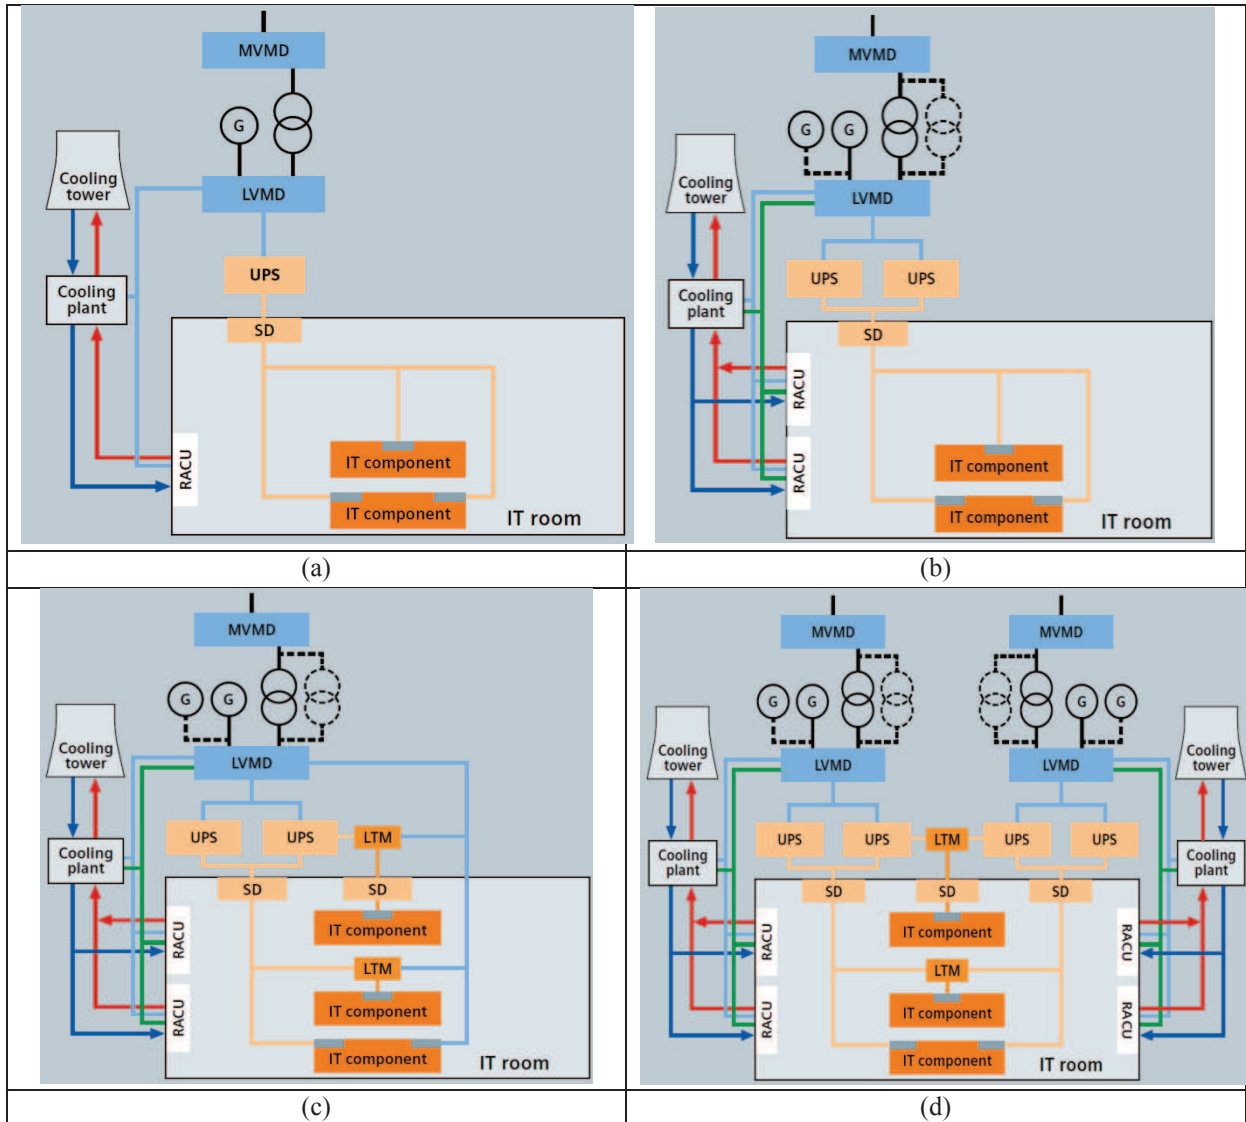 MVMD
G
Cooling
tower
LVMD
UPS
Cooling
plant
SD
RACU
IT component
IT component
IT room
(a)
MVMD
G
G
Cooling
tower
LVMD
UPS
UPS
Cooling
plant
SD
RACU
RACU
IT component
IT component
IT room
(b)
MVMD
G
G
Cooling
tower
LVMD
UPS
UPS
LTM
Cooling
plant
SD
SD
RACU
IT component
LTM
RACU
IT component
IT component
IT room
(c)
MVMD
MVMD
G
G
G
G
Cooling
tower
LVMD
LVMD
Cooling
tower
UPS
UPS
LTM
UPS
UPS
Cooling
plant
Cooling
plant
SD
SD
SD
RACU
IT component
RACU
LTM
RACU
IT component
RACU
IT component
IT room
(d)